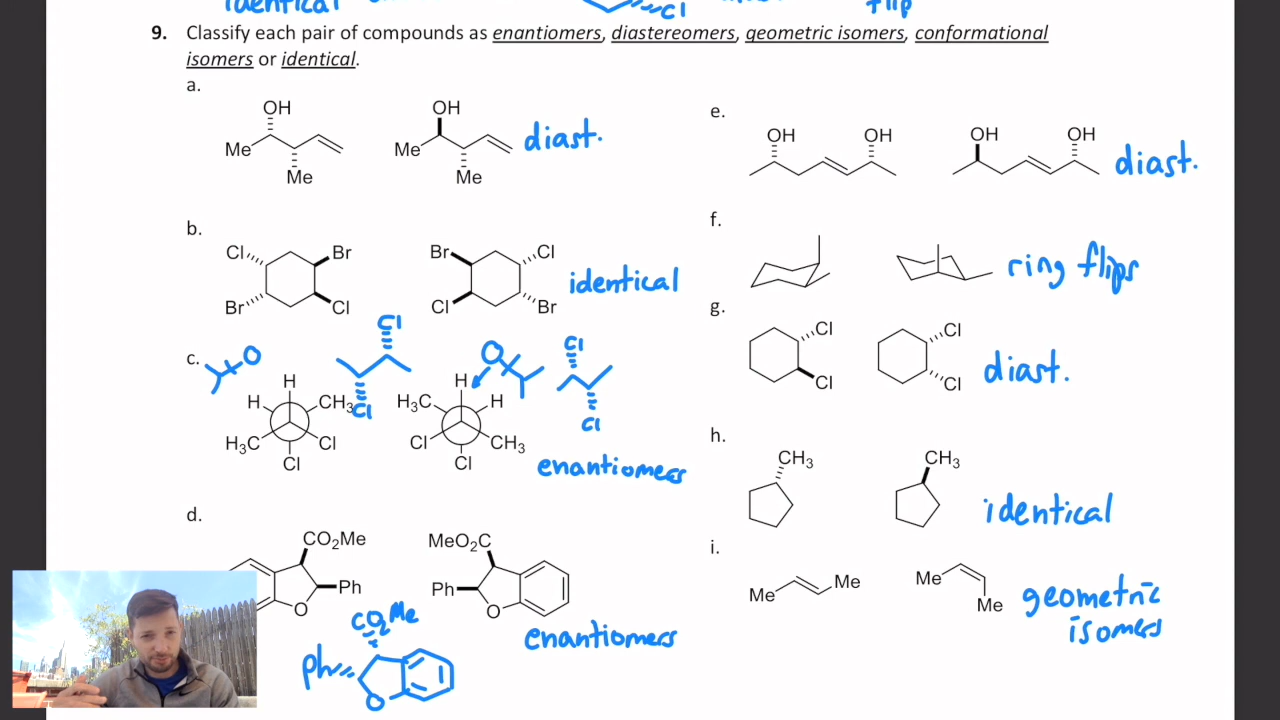 identical
Cl
flip
9. Classify each pair of compounds as enantiomers, diastereomers, geometric isomers, conformational
isomers or identical.
a.
OH
Me
Me
OH
Me
Me
diast.
b.
Cl
Br
Br
Cl
Br
Cl
Cl
Br
identical
c.
O
Cl
Cl
H
H
CH3
H3C
Cl
Cl
O
Cl
Cl
H
H3C
H
Cl
CH3
Cl
enantiomers
d.
CO2Me
Ph
O
MeO2C
Ph
O
enantiomers
CO2Me
Ph
O
e.
OH
OH
OH
OH
diast.
f.
ring flips
g.
Cl
Cl
Cl
Cl
diast.
h.
CH3
CH3
identical
i.
Me
Me
Me
Me
geometric
isomers